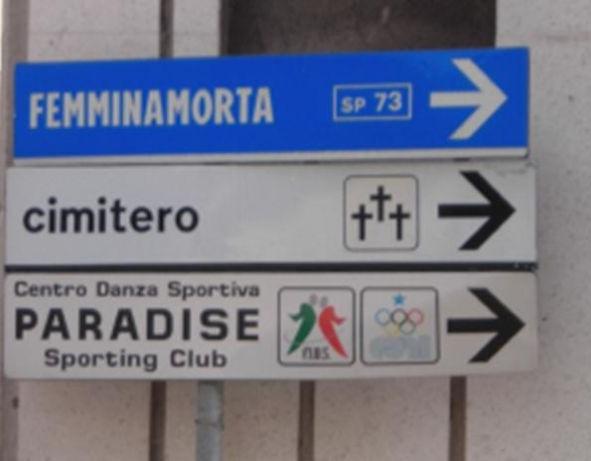 FEMMINAMORTA SP 73
cimitero
Centro Danza Sportiva
PARADISE
Sporting Club